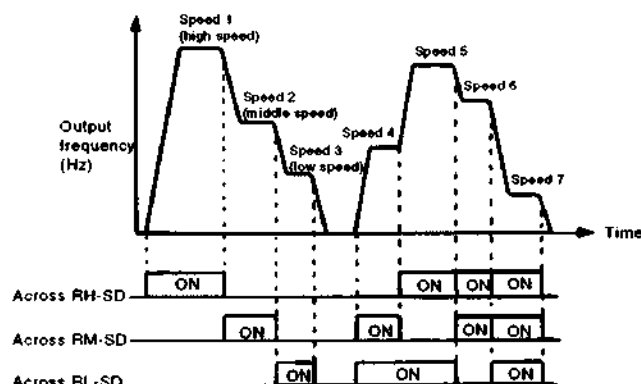 Speed 1
(high speed)
Speed 5
Speed 6
Speed 2
(middle speed)
Output
frequency
(Hz)
Speed 4
Speed 3
(low speed)
Speed 7
Time
Across RH-SD
ON
ON
ON
ON
Across RM-SD
ON
ON
ON
ON
Across RL-SD
ON
ON
ON